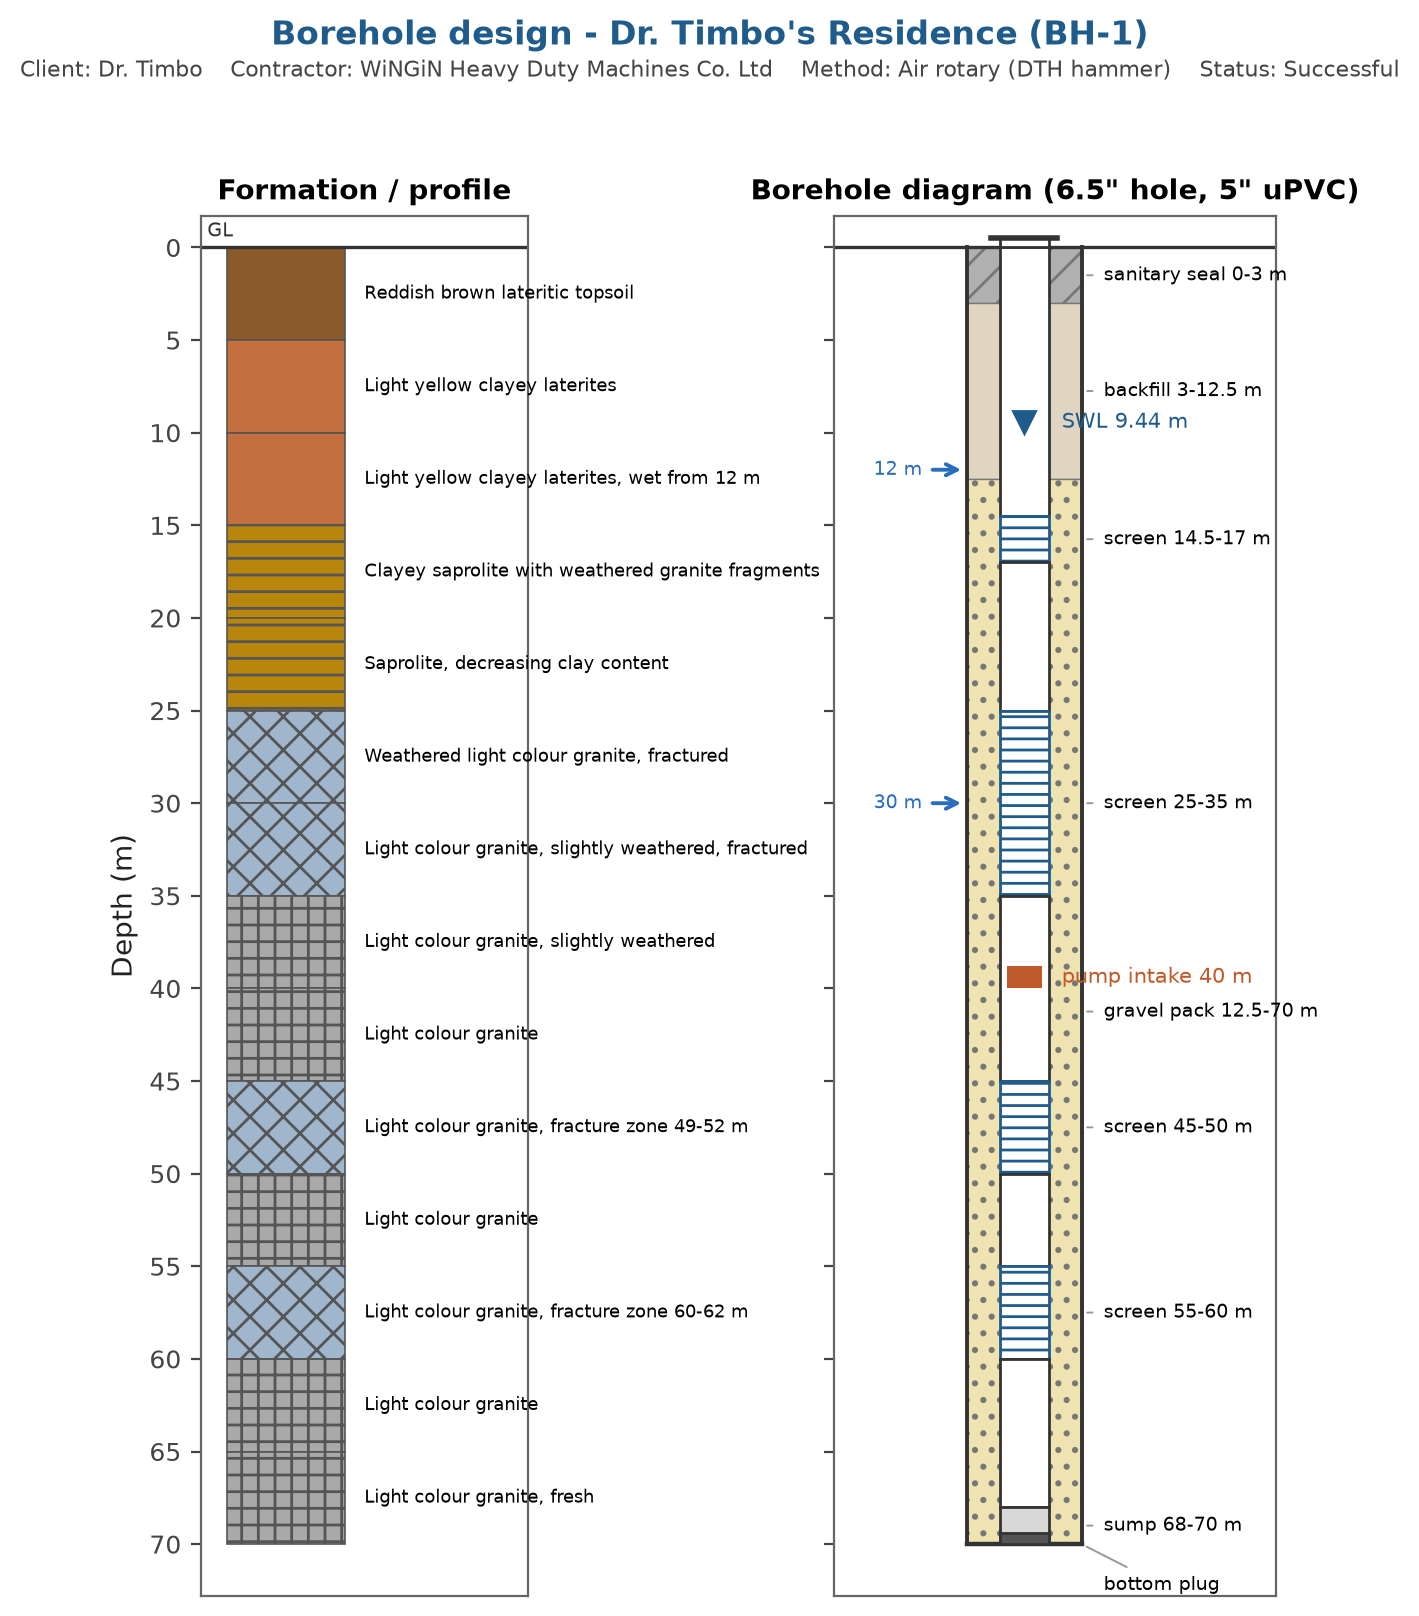 Borehole design - Dr. Timbo's Residence (BH-1)
Client: Dr. Timbo    Contractor: WiNGiN Heavy Duty Machines Co. Ltd    Method: Air rotary (DTH hammer)    Status: Successful
Formation / profile
GL
0
5
10
15
20
25
30
35
40
45
50
55
60
65
70
Depth (m)
Reddish brown lateritic topsoil
Light yellow clayey laterites
Light yellow clayey laterites, wet from 12 m
Clayey saprolite with weathered granite fragments
Saprolite, decreasing clay content
Weathered light colour granite, fractured
Light colour granite, slightly weathered, fractured
Light colour granite, slightly weathered
Light colour granite
Light colour granite, fracture zone 49-52 m
Light colour granite
Light colour granite, fracture zone 60-62 m
Light colour granite
Light colour granite, fresh
Borehole diagram (6.5" hole, 5" uPVC)
sanitary seal 0-3 m
backfill 3-12.5 m
SWL 9.44 m
12 m
screen 14.5-17 m
30 m
screen 25-35 m
pump intake 40 m
gravel pack 12.5-70 m
screen 45-50 m
screen 55-60 m
sump 68-70 m
bottom plug